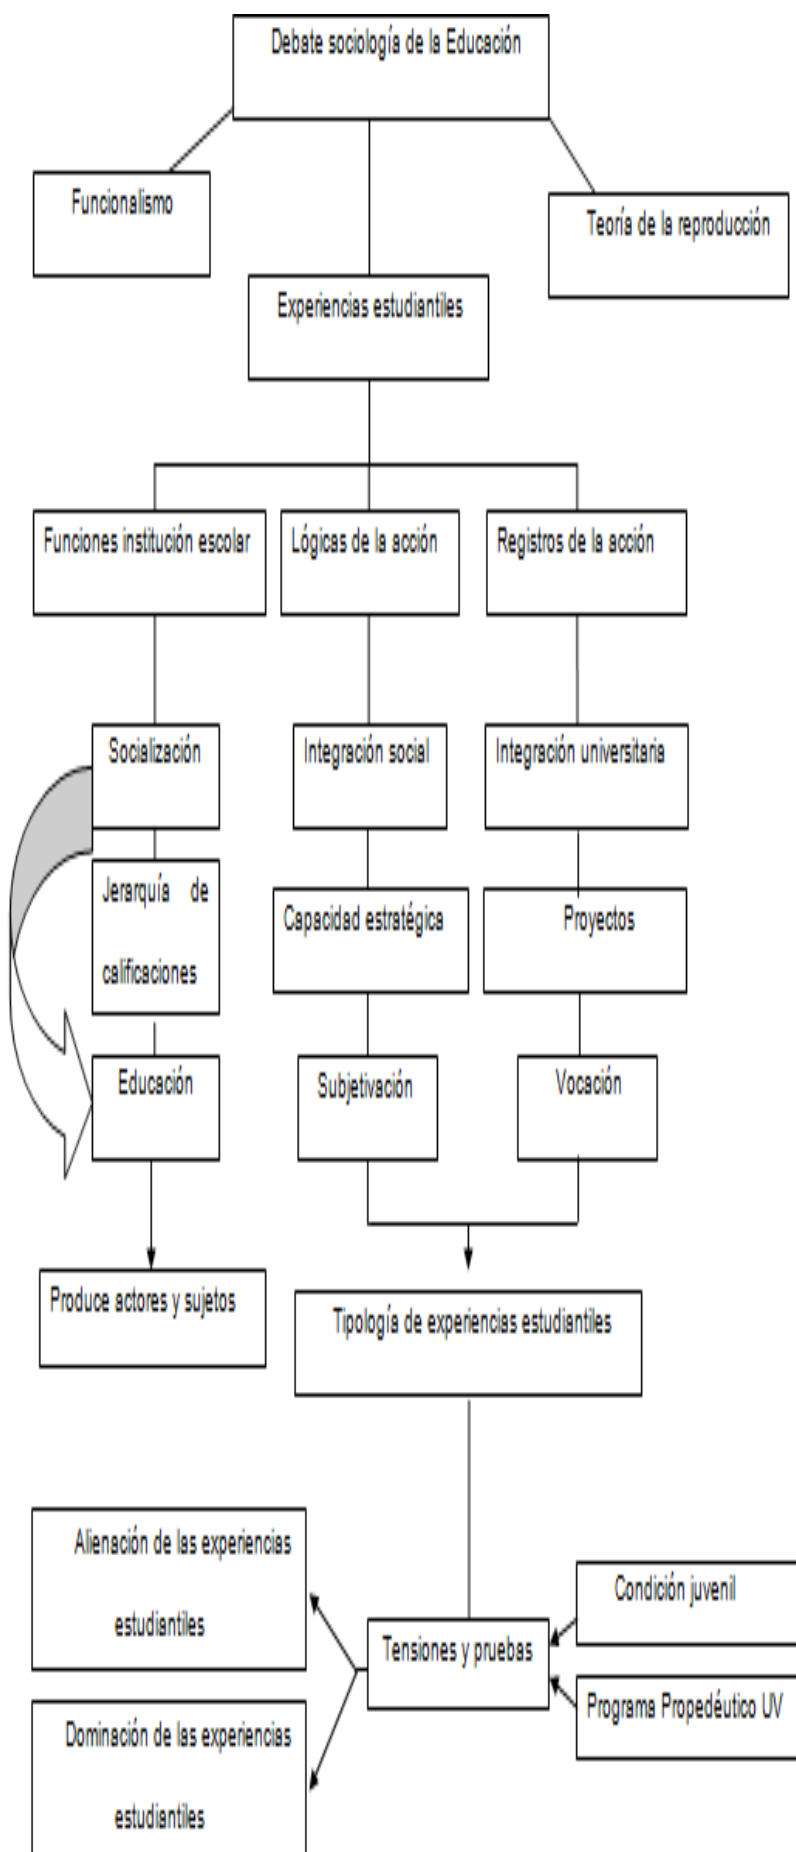 Debate sociología de la Educación
Funcionalismo
Teoría de la reproducción
Experiencias estudiantiles
Funciones institución escolar
Lógicas de la acción
Registros de la acción
Socialización
Integración social
Integración universitaria
Jerarquía de
calificaciones
Capacidad estratégica
Proyectos
Educación
Subjetivación
Vocación
Produce actores y sujetos
Tipología de experiencias estudiantiles
Alienación de las experiencias
estudiantiles
Condición juvenil
Tensiones y pruebas
Programa Propedéutico UV
Dominación de las experiencias
estudiantiles